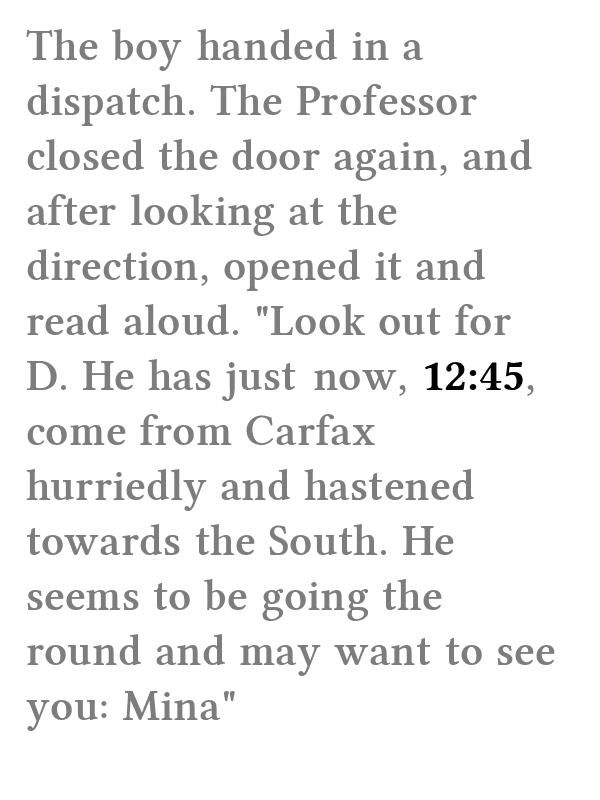 The boy handed in a
dispatch. The Professor
closed the door again, and
after looking at the
direction, opened it and
read aloud. "Look out for
D. He has just now, 12:45,
come from Carfax
hurriedly and hastened
towards the South. He
seems to be going the
round and may want to see
you: Mina"